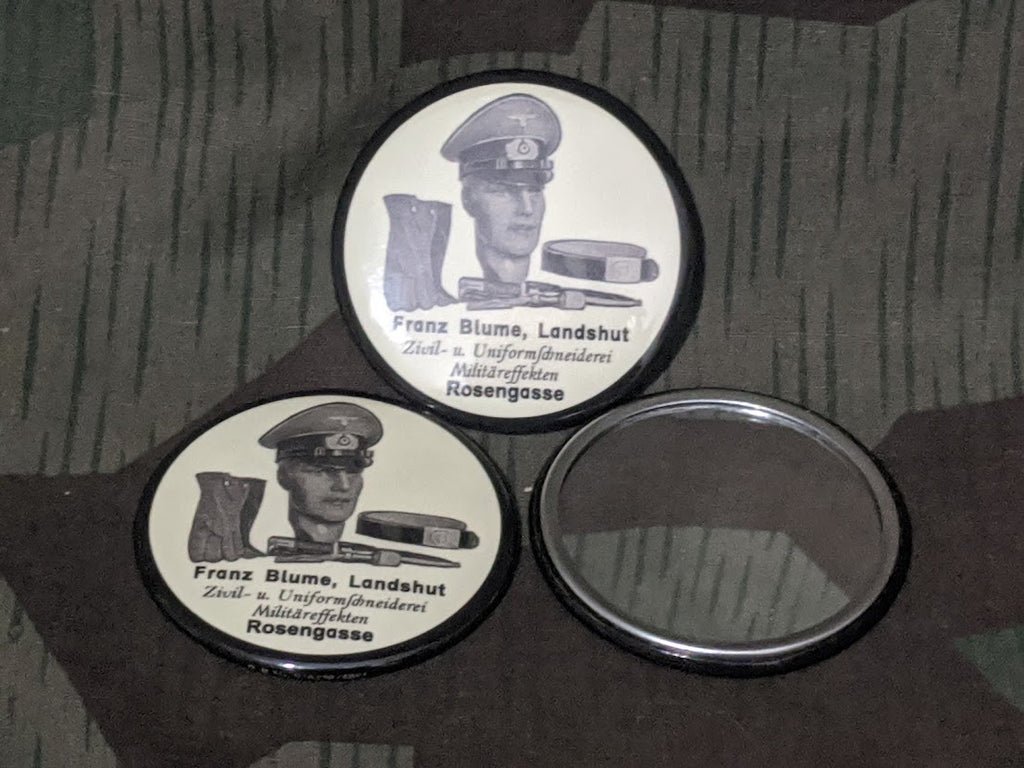 Franz Blume, Landshut
Zivil- u. Uniformſchneiderei
Militäreffekten
Rosengasse
Franz Blume, Landshut
Zivil- u. Uniformſchneiderei
Militäreffekten
Rosengasse